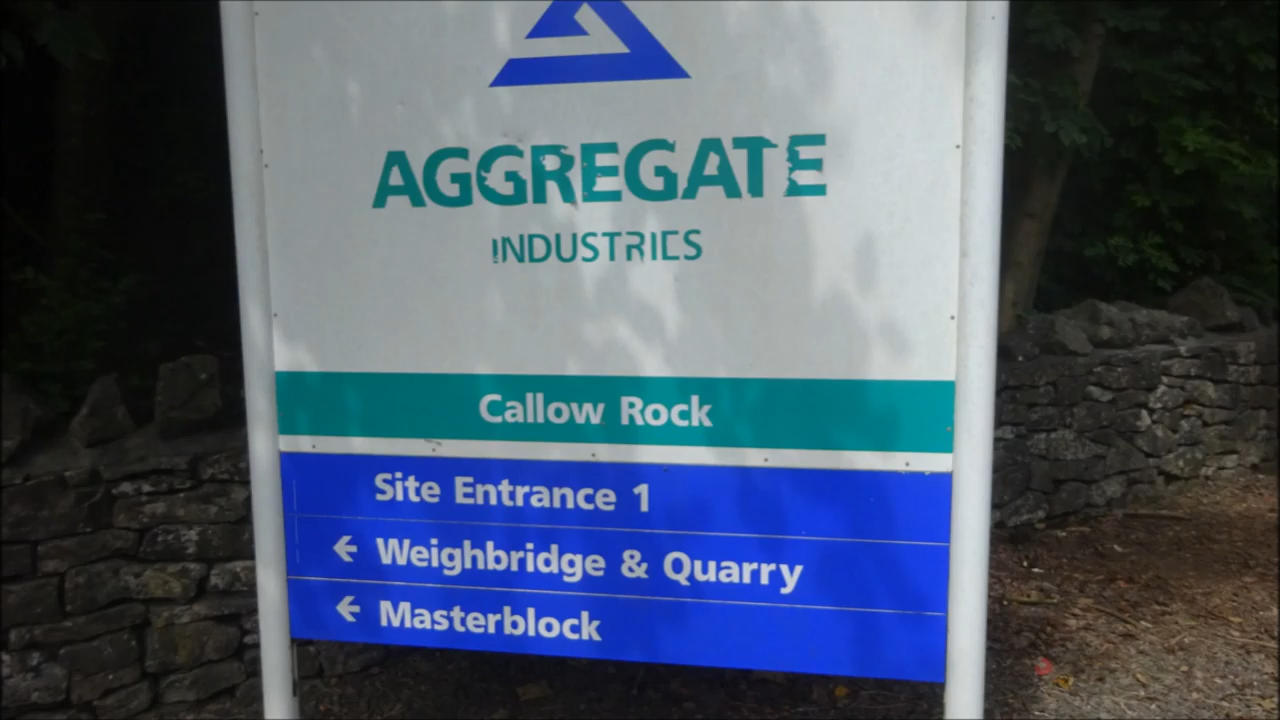 AGGREGATE
INDUSTRIES
Callow Rock
Site Entrance 1
← Weighbridge & Quarry
← Masterblock